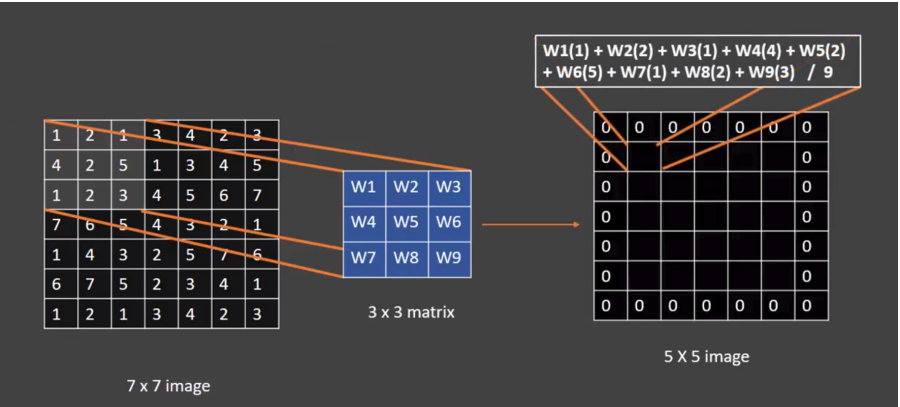 W1(1) + W2(2) + W3(1) + W4(4) + W5(2)
+ W6(5) + W7(1) + W8(2) + W9(3) / 9
1 2 1 3 4 2 3
4 2 5 1 3 4 5
1 2 3 4 5 6 7
7 6 5 4 3 2 1
1 4 3 2 5 7 6
6 7 5 2 3 4 1
1 2 1 3 4 2 3
7 x 7 image
W1 W2 W3
W4 W5 W6
W7 W8 W9
3 x 3 matrix
0 0 0 0 0 0 0
0 0
0 0
0 0
0 0
0 0
0 0 0 0 0 0 0
5 X 5 image